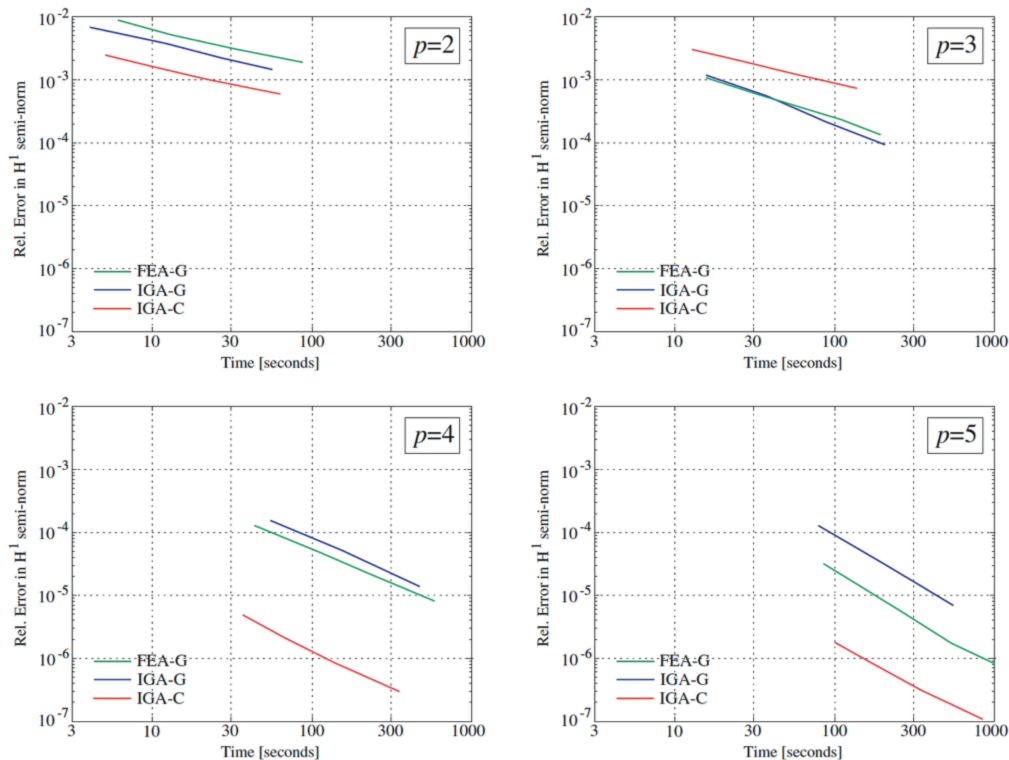 p=2
Rel. Error in H¹ semi-norm
10⁻²
10⁻³
10⁻⁴
10⁻⁵
10⁻⁶
10⁻⁷
FEA-G
IGA-G
IGA-C
3 10 30 100 300 1000
Time [seconds]
p=3
Rel. Error in H¹ semi-norm
10⁻²
10⁻³
10⁻⁴
10⁻⁵
10⁻⁶
10⁻⁷
FEA-G
IGA-G
IGA-C
3 10 30 100 300 1000
Time [seconds]
p=4
Rel. Error in H¹ semi-norm
10⁻²
10⁻³
10⁻⁴
10⁻⁵
10⁻⁶
10⁻⁷
FEA-G
IGA-G
IGA-C
3 10 30 100 300 1000
Time [seconds]
p=5
Rel. Error in H¹ semi-norm
10⁻²
10⁻³
10⁻⁴
10⁻⁵
10⁻⁶
10⁻⁷
FEA-G
IGA-G
IGA-C
3 10 30 100 300 1000
Time [seconds]